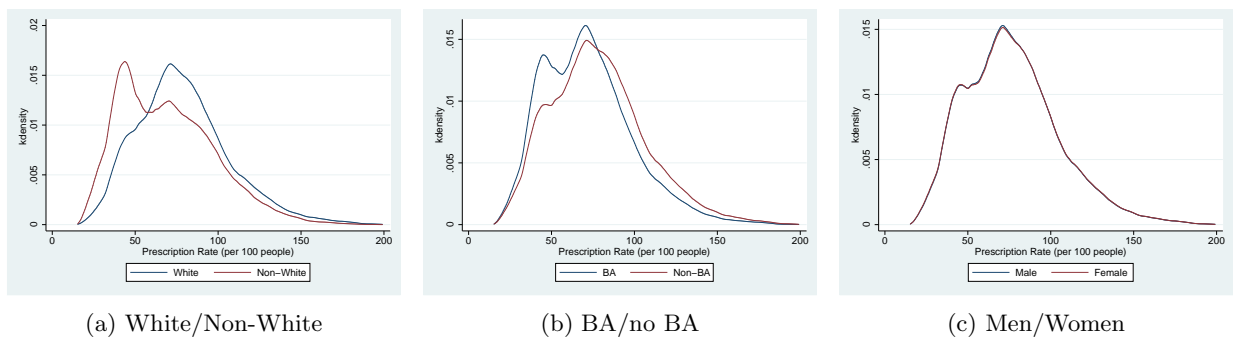 kdensity
.02
.015
.01
.005
0
0 50 100 150 200
Prescription Rate (per 100 people)
White Non-White
(a) White/Non-White
kdensity
.015
.01
.005
0
0 50 100 150 200
Prescription Rate (per 100 people)
BA Non-BA
(b) BA/no BA
kdensity
.015
.01
.005
0
0 50 100 150 200
Prescription Rate (per 100 people)
Male Female
(c) Men/Women